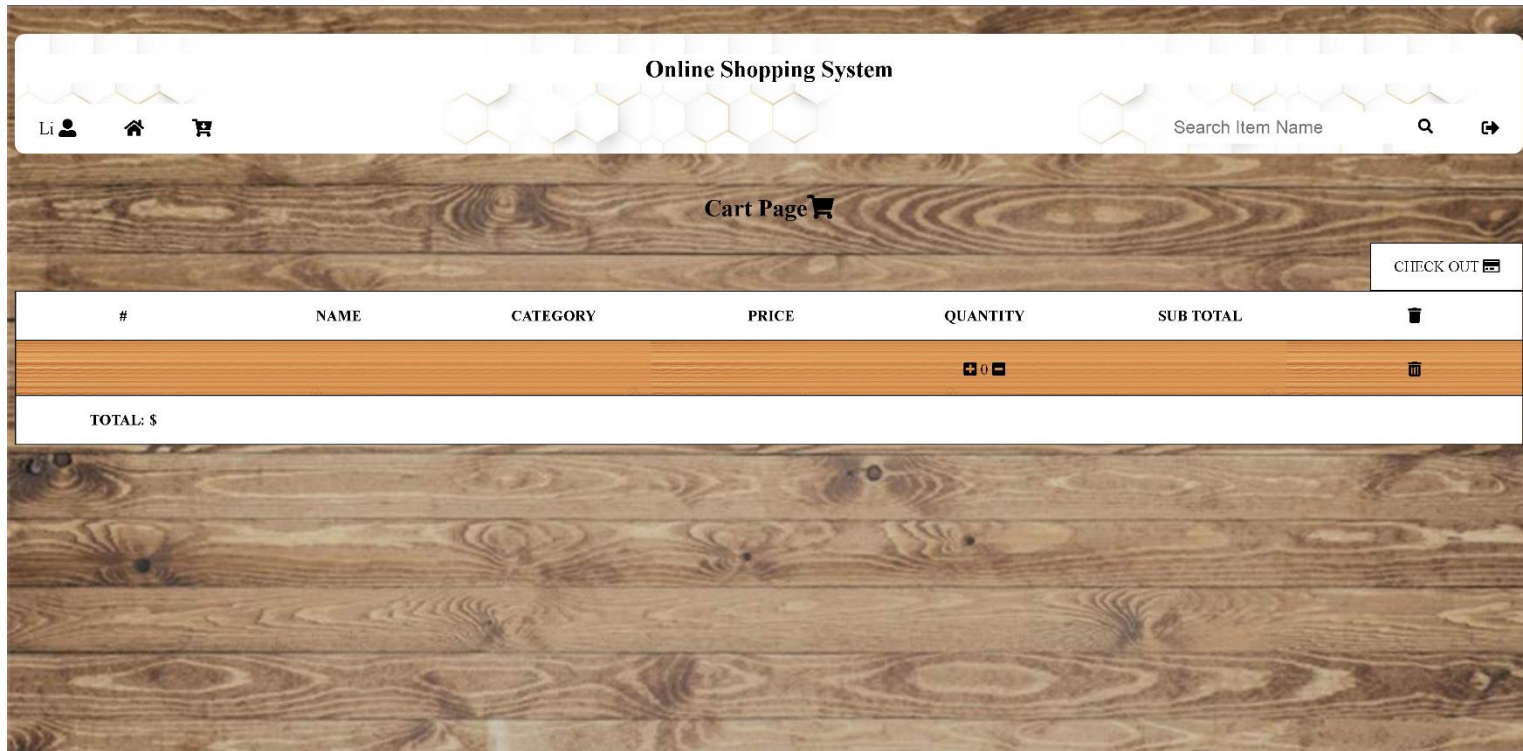 Online Shopping System
Li
Search Item Name
Cart Page
CHECK OUT
# NAME CATEGORY PRICE QUANTITY SUB TOTAL
0
TOTAL: $